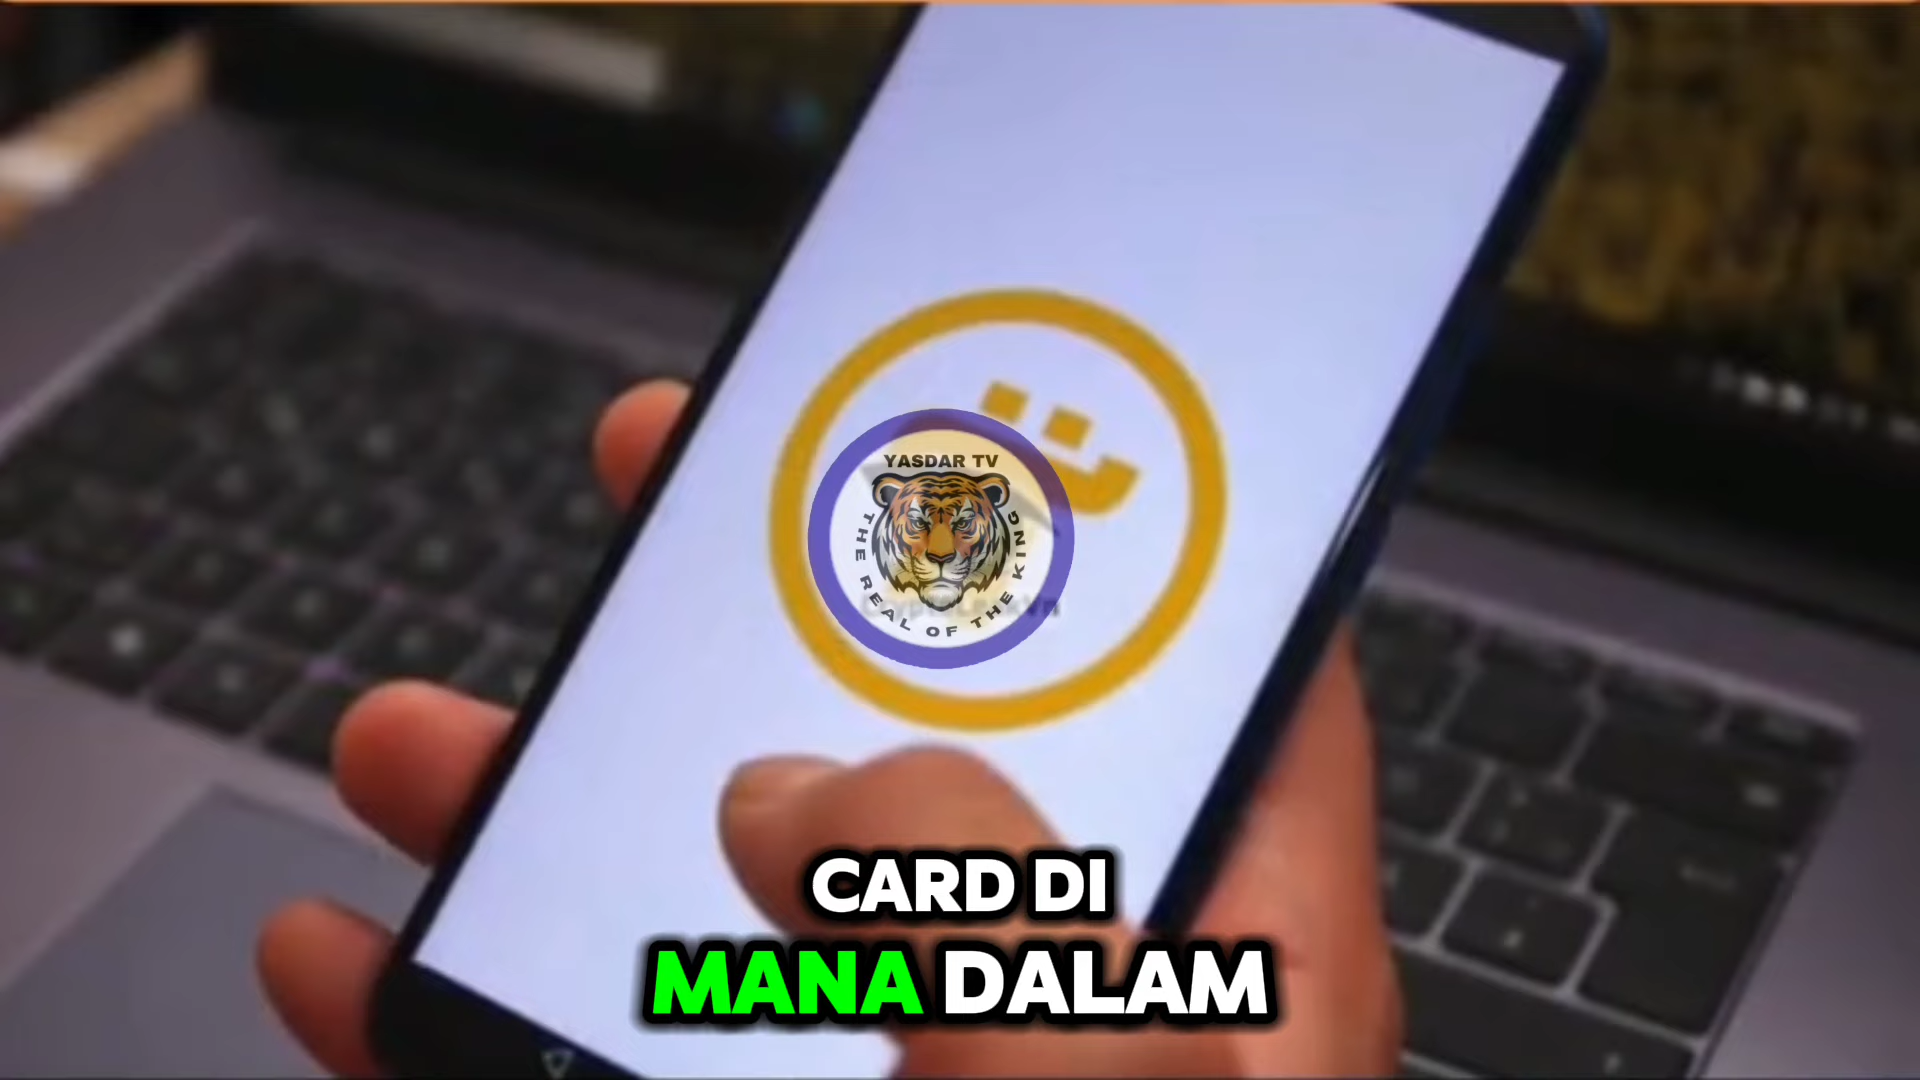 YASDAR TV
THE REAL OF THE KING
CARD DI
MANA DALAM